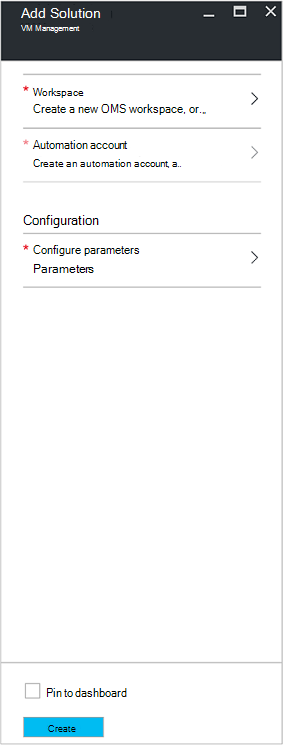 Add Solution
VM Management
* Workspace
Create a new OMS workspace, or...
* Automation account
Create an automation account, a..
Configuration
* Configure parameters
Parameters
Pin to dashboard
Create